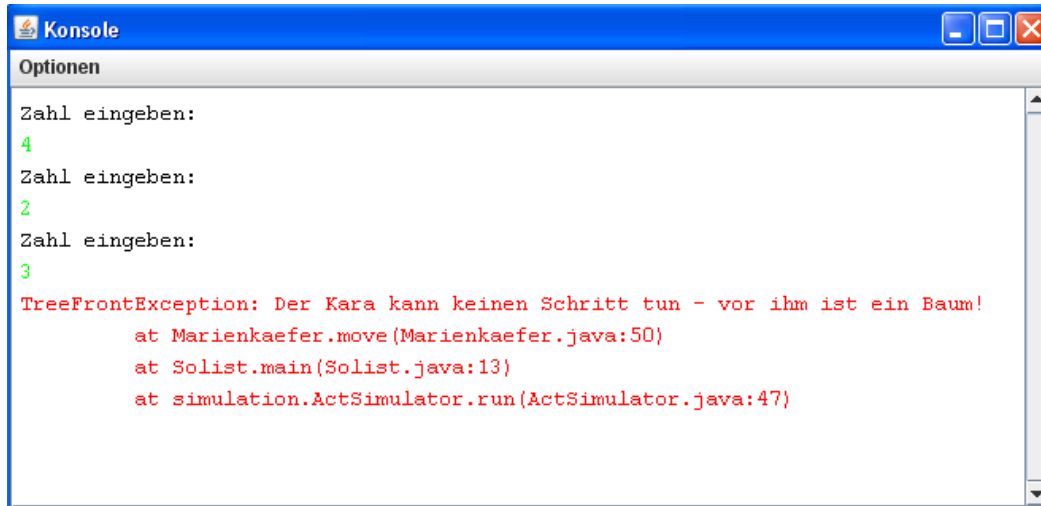 Konsole
Optionen
Zahl eingeben:
4
Zahl eingeben:
2
Zahl eingeben:
3
TreeFrontException: Der Kara kann keinen Schritt tun - vor ihm ist ein Baum!
at Marienkaefer.move(Marienkaefer.java:50)
at Solist.main(Solist.java:13)
at simulation.ActSimulator.run(ActSimulator.java:47)